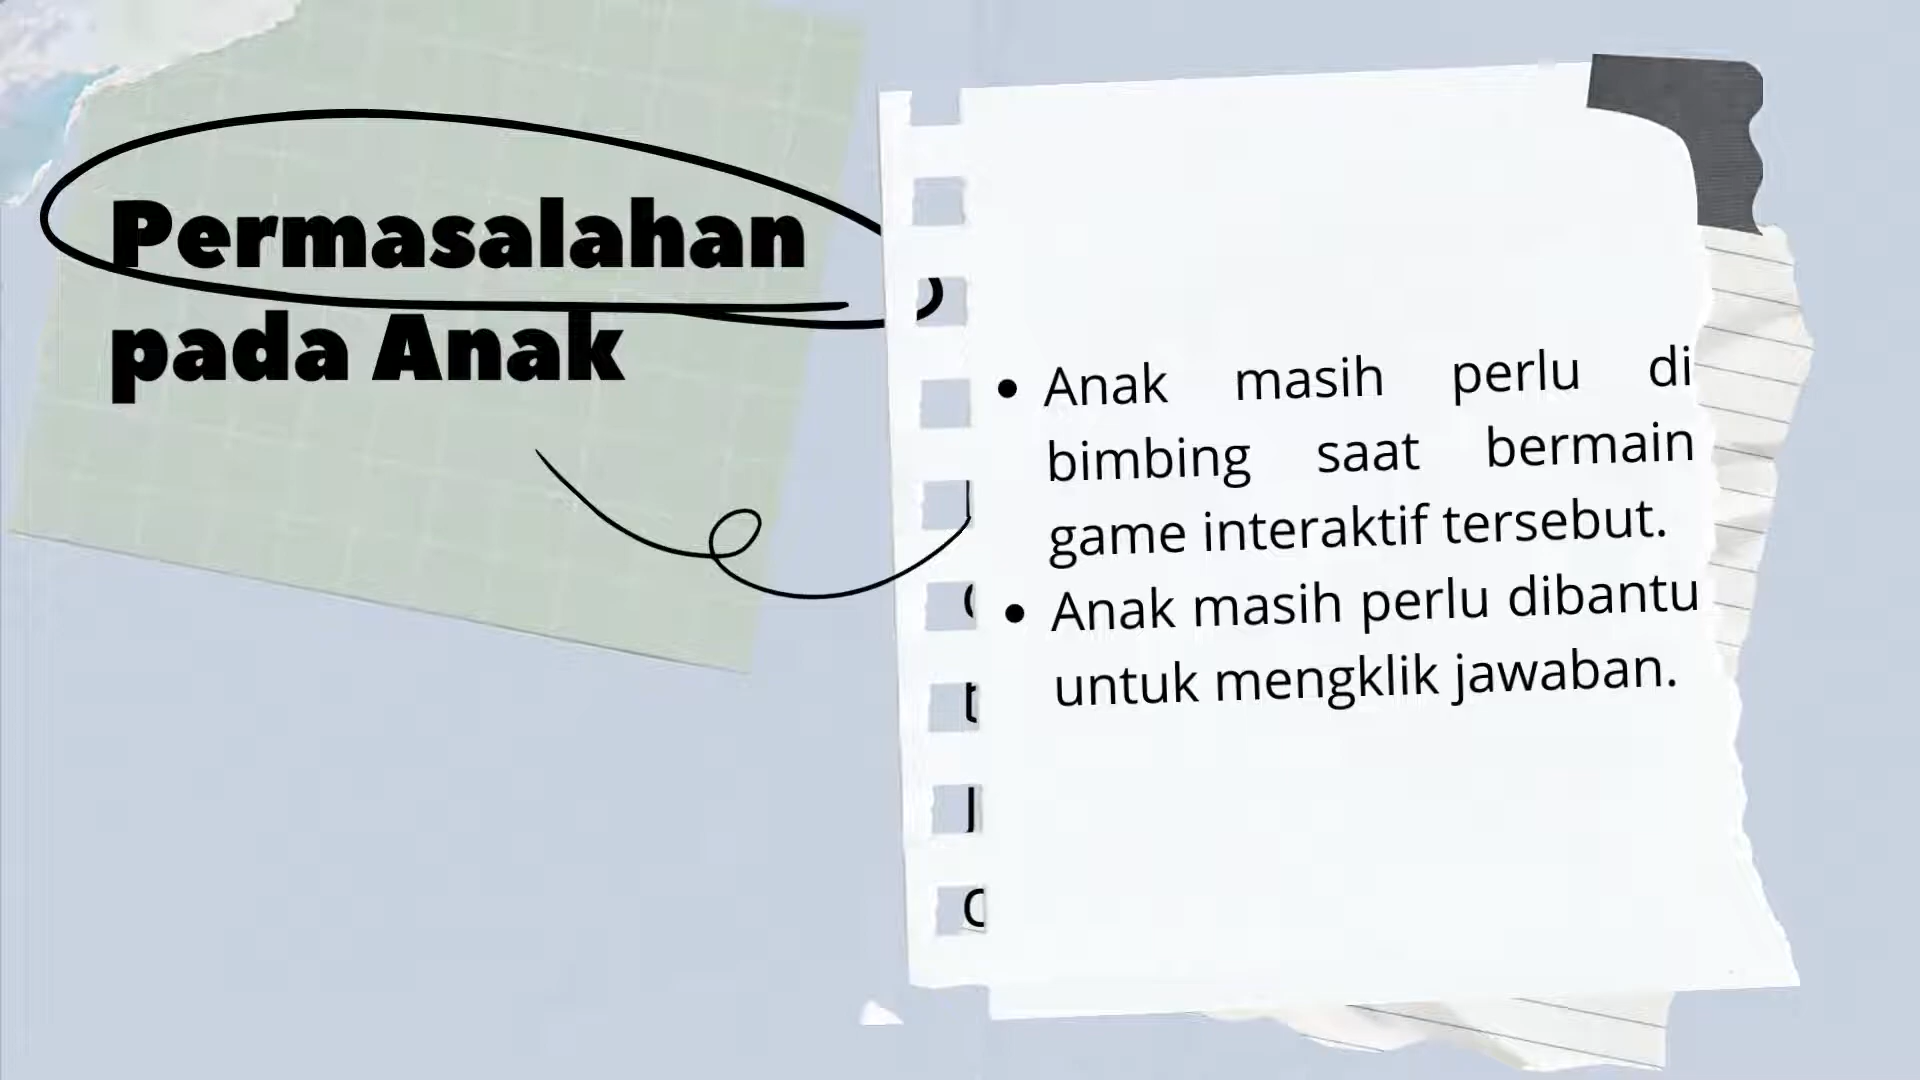 Permasalahan
pada Anak
• Anak masih perlu di
bimbing saat bermain
game interaktif tersebut.
• Anak masih perlu dibantu
untuk mengklik jawaban.